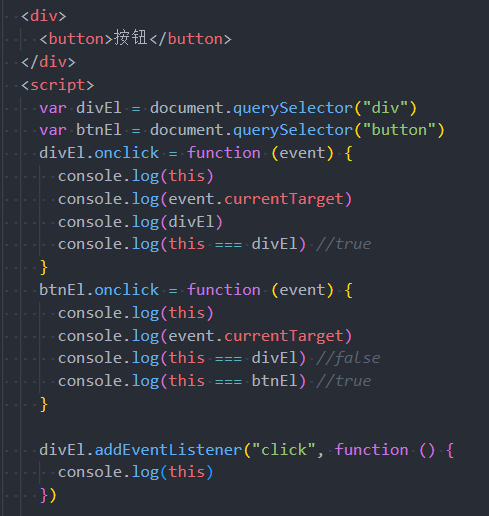 <div>
<button>按钮</button>
</div>
<script>
var divEl = document.querySelector("div")
var btnEl = document.querySelector("button")
divEl.onclick = function (event) {
console.log(this)
console.log(event.currentTarget)
console.log(divEl)
console.log(this === divEl) //true
}
btnEl.onclick = function (event) {
console.log(this)
console.log(event.currentTarget)
console.log(this === divEl) //false
console.log(this === btnEl) //true
}
divEl.addEventListener("click", function () {
console.log(this)
})